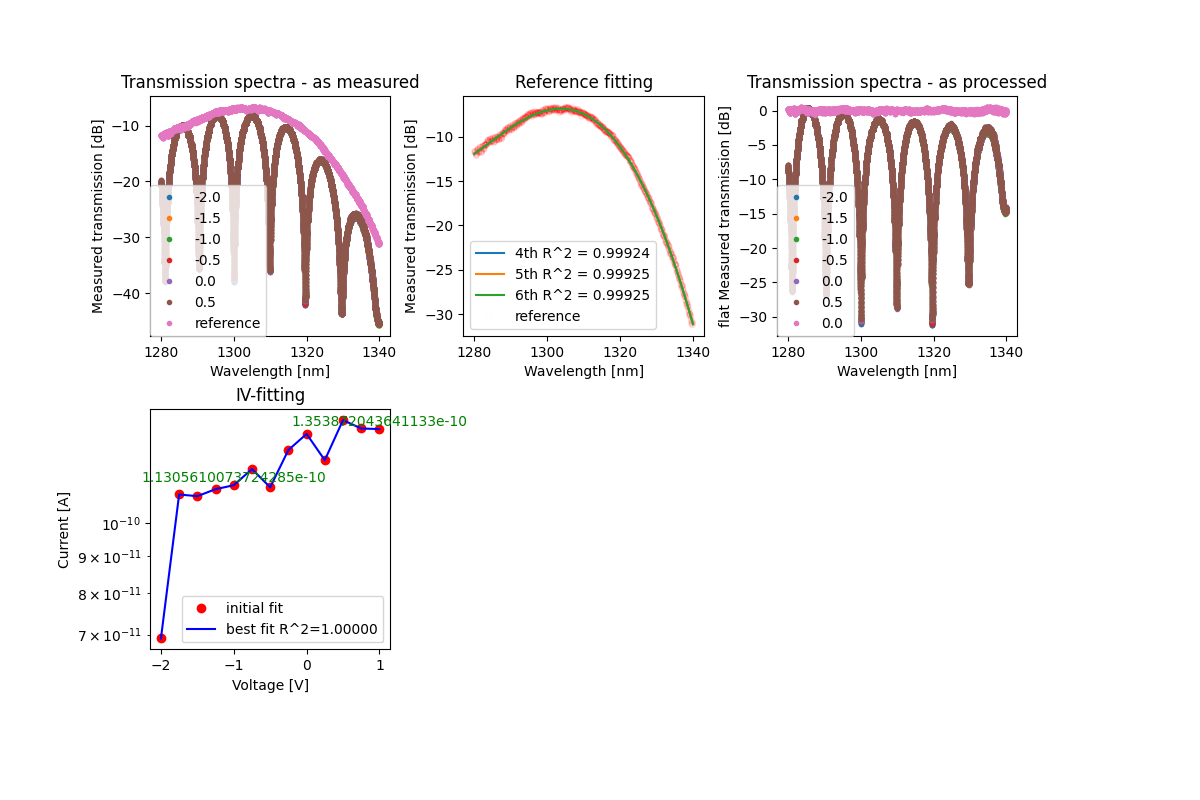 Transmission spectra - as measured
Measured transmission [dB]
−10
−20
−30
−40
-2.0
-1.5
-1.0
-0.5
0.0
0.5
reference
1280
1300
1320
1340
Wavelength [nm]
Reference fitting
Measured transmission [dB]
−10
−15
−20
−25
−30
4th R^2 = 0.99924
5th R^2 = 0.99925
6th R^2 = 0.99925
reference
1280
1300
1320
1340
Wavelength [nm]
Transmission spectra - as processed
flat Measured transmission [dB]
0
−5
−10
−15
−20
−25
−30
-2.0
-1.5
-1.0
-0.5
0.0
0.5
0.0
1280
1300
1320
1340
Wavelength [nm]
IV-fitting
Current [A]
10⁻¹⁰
9 × 10⁻¹¹
8 × 10⁻¹¹
7 × 10⁻¹¹
1.1305610073724285e-10
initial fit
best fit R^2=1.00000
−2
−1
0
1
Voltage [V]